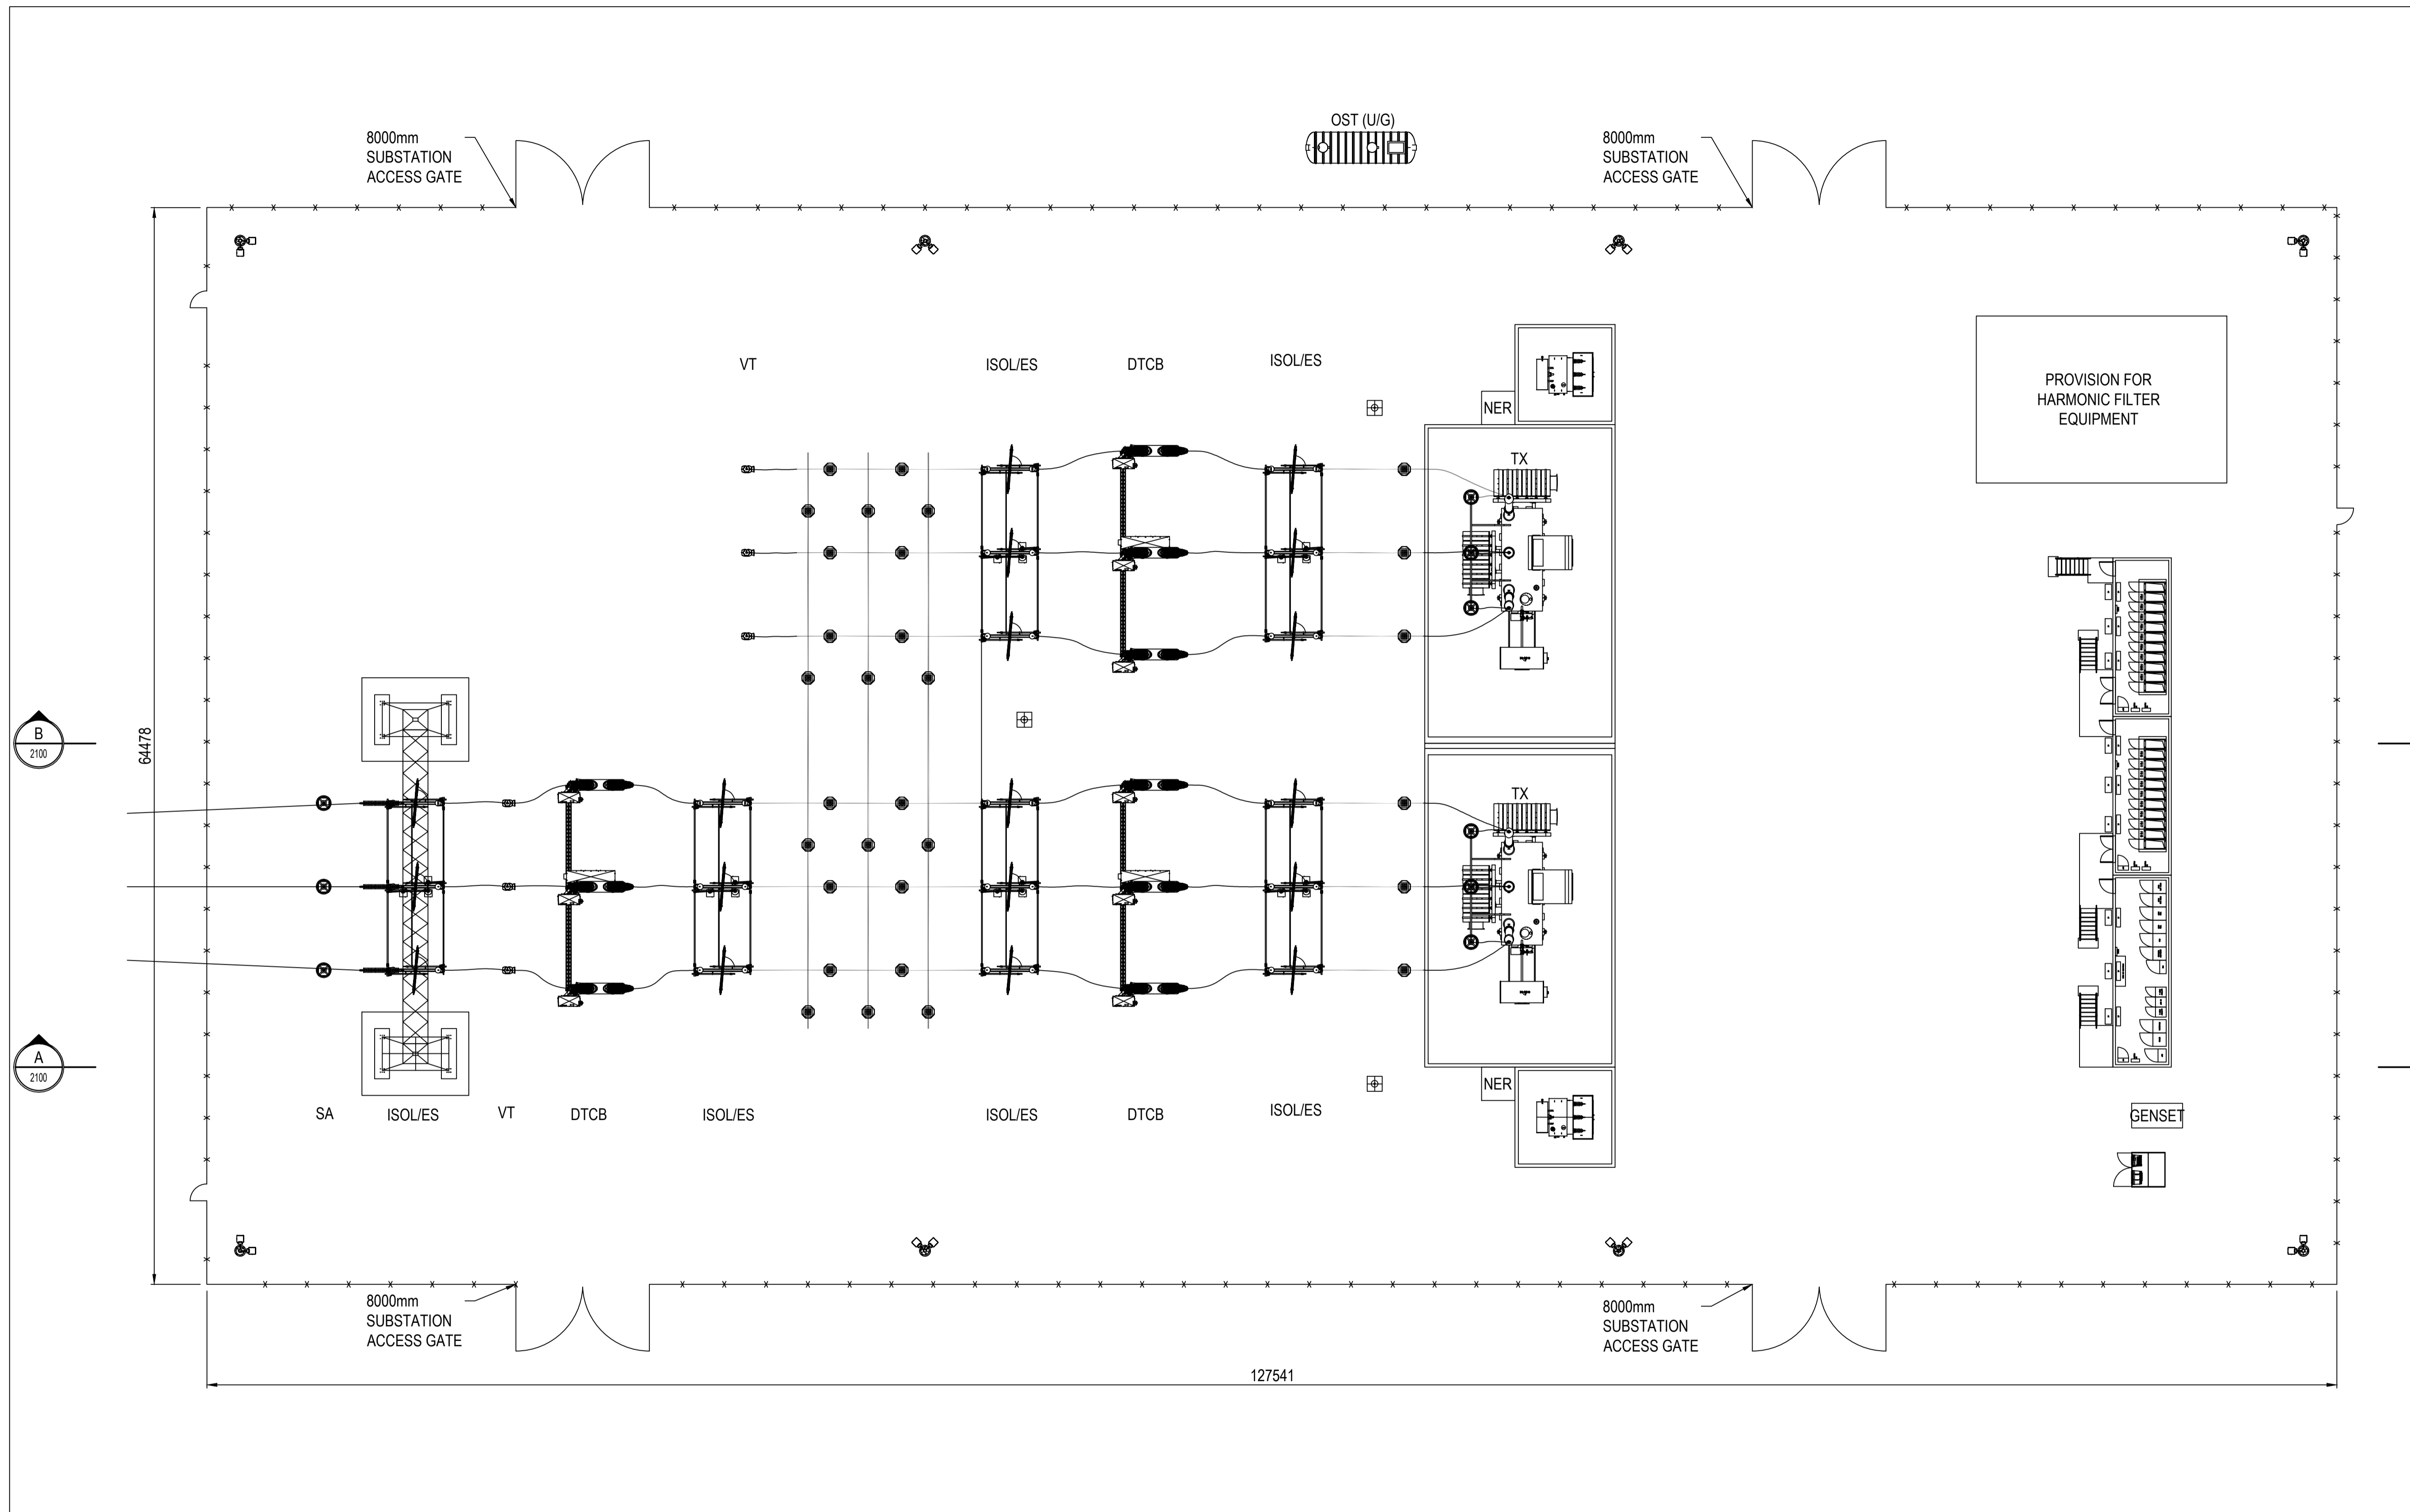 OST (U/G)
8000mm
SUBSTATION
ACCESS GATE
8000mm
SUBSTATION
ACCESS GATE
VT
ISOL/ES
DTCB
ISOL/ES
NER
PROVISION FOR
HARMONIC FILTER
EQUIPMENT
TX
B
2100
64478
TX
A
2100
NER
SA
ISOL/ES
VT
DTCB
ISOL/ES
ISOL/ES
DTCB
ISOL/ES
GENSET
8000mm
SUBSTATION
ACCESS GATE
8000mm
SUBSTATION
ACCESS GATE
127541